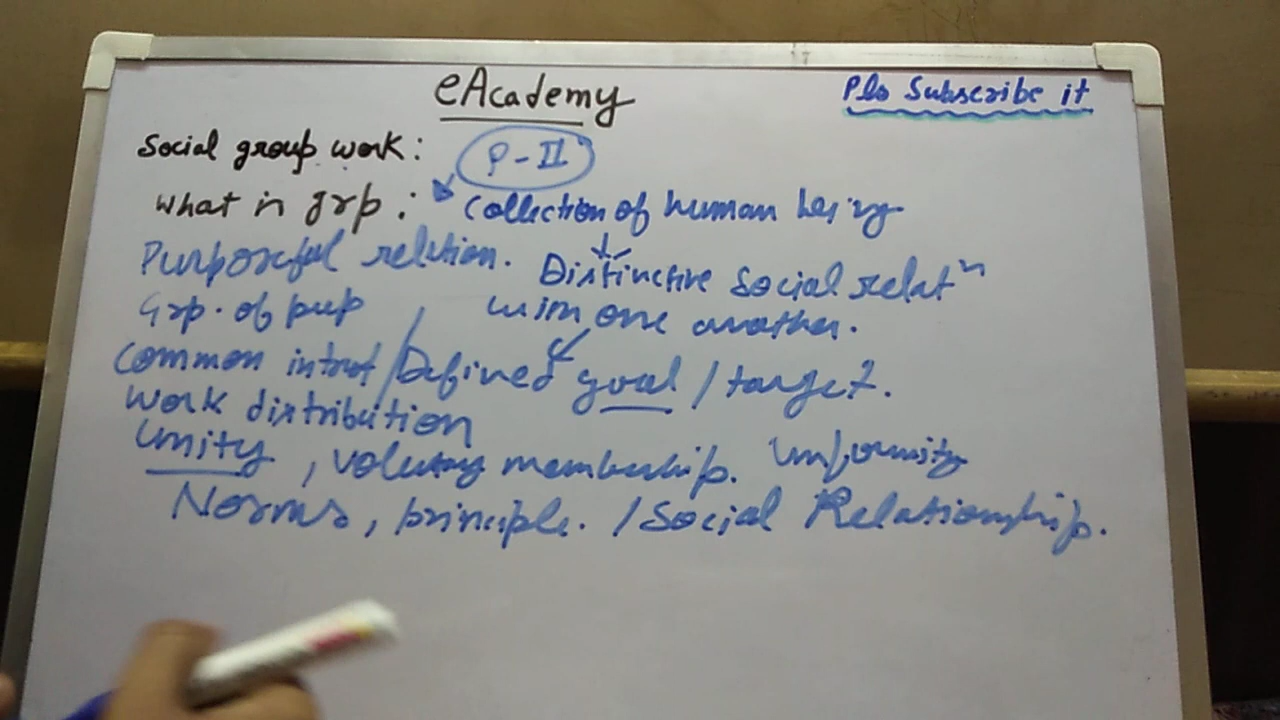 eAcademy
Pls Subscribe it
Social group work:
P-II
What is grp: Collection of human being
Purposeful relation. Distinctive Social relatn
Grp. of pup with one another.
Common intrst / Defined goal / target.
Work distribution
Unity, voluntary membership. Uniformity
Norms, principle. / Social Relationship.